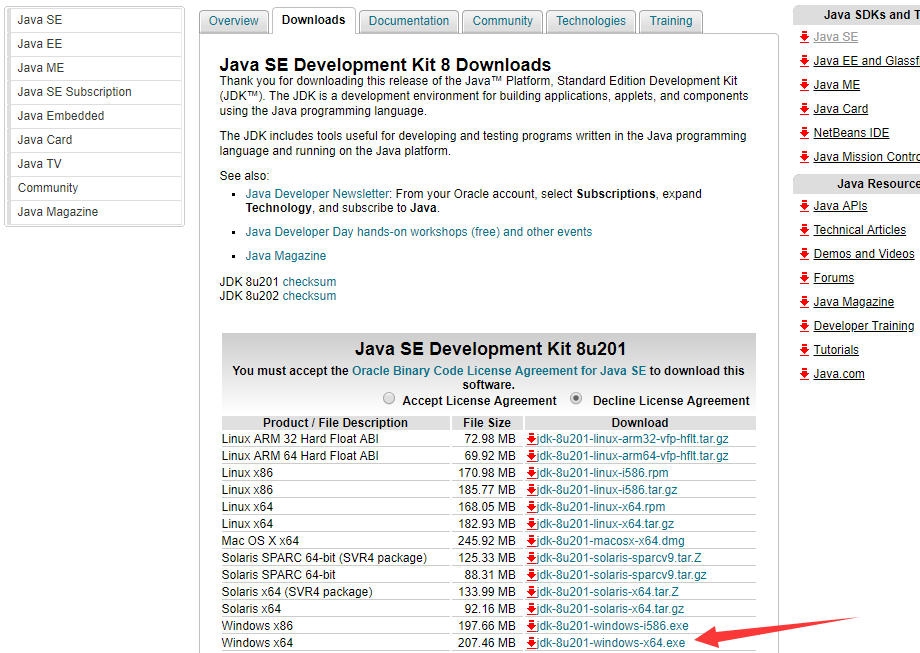 Java SE
Java EE
Java ME
Java SE Subscription
Java Embedded
Java Card
Java TV
Community
Java Magazine
Overview
Downloads
Documentation
Community
Technologies
Training
Java SE Development Kit 8 Downloads
Thank you for downloading this release of the Java™ Platform, Standard Edition Development Kit
(JDK™). The JDK is a development environment for building applications, applets, and components
using the Java programming language.
The JDK includes tools useful for developing and testing programs written in the Java programming
language and running on the Java platform.
See also:
Java Developer Newsletter: From your Oracle account, select Subscriptions, expand
Technology, and subscribe to Java.
Java Developer Day hands-on workshops (free) and other events
Java Magazine
JDK 8u201 checksum
JDK 8u202 checksum
Java SE Development Kit 8u201
You must accept the Oracle Binary Code License Agreement for Java SE to download this
software.
Accept License Agreement Decline License Agreement
Product / File Description File Size Download
Linux ARM 32 Hard Float ABI 72.98 MB jdk-8u201-linux-arm32-vfp-hflt.tar.gz
Linux ARM 64 Hard Float ABI 69.92 MB jdk-8u201-linux-arm64-vfp-hflt.tar.gz
Linux x86 170.98 MB jdk-8u201-linux-i586.rpm
Linux x86 185.77 MB jdk-8u201-linux-i586.tar.gz
Linux x64 168.05 MB jdk-8u201-linux-x64.rpm
Linux x64 182.93 MB jdk-8u201-linux-x64.tar.gz
Mac OS X x64 245.92 MB jdk-8u201-macosx-x64.dmg
Solaris SPARC 64-bit (SVR4 package) 125.33 MB jdk-8u201-solaris-sparcv9.tar.Z
Solaris SPARC 64-bit 88.31 MB jdk-8u201-solaris-sparcv9.tar.gz
Solaris x64 (SVR4 package) 133.99 MB jdk-8u201-solaris-x64.tar.Z
Solaris x64 92.16 MB jdk-8u201-solaris-x64.tar.gz
Windows x86 197.66 MB jdk-8u201-windows-i586.exe
Windows x64 207.46 MB jdk-8u201-windows-x64.exe
Java SDKs and T
Java SE
Java EE and Glassf
Java ME
Java Card
NetBeans IDE
Java Mission Contro
Java Resource
Java APIs
Technical Articles
Demos and Videos
Forums
Java Magazine
Developer Training
Tutorials
Java.com